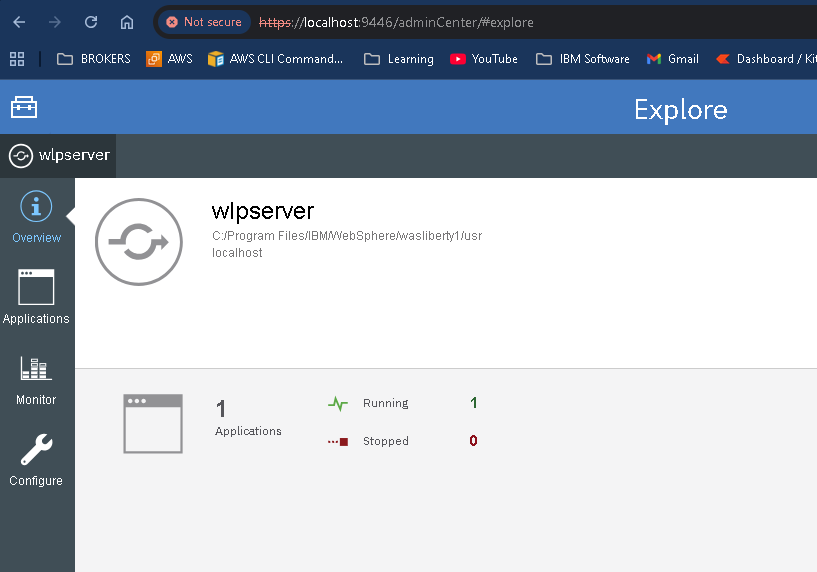 Not secure https://localhost:9446/adminCenter/#explore
BROKERS AWS AWS CLI Command... Learning YouTube IBM Software Gmail Dashboard / Kit
Explore
wlpserver
Overview
Applications
Monitor
Configure
wlpserver
C:/Program Files/IBM/WebSphere/wasliberty1/usr
localhost
1
Applications
Running 1
Stopped 0